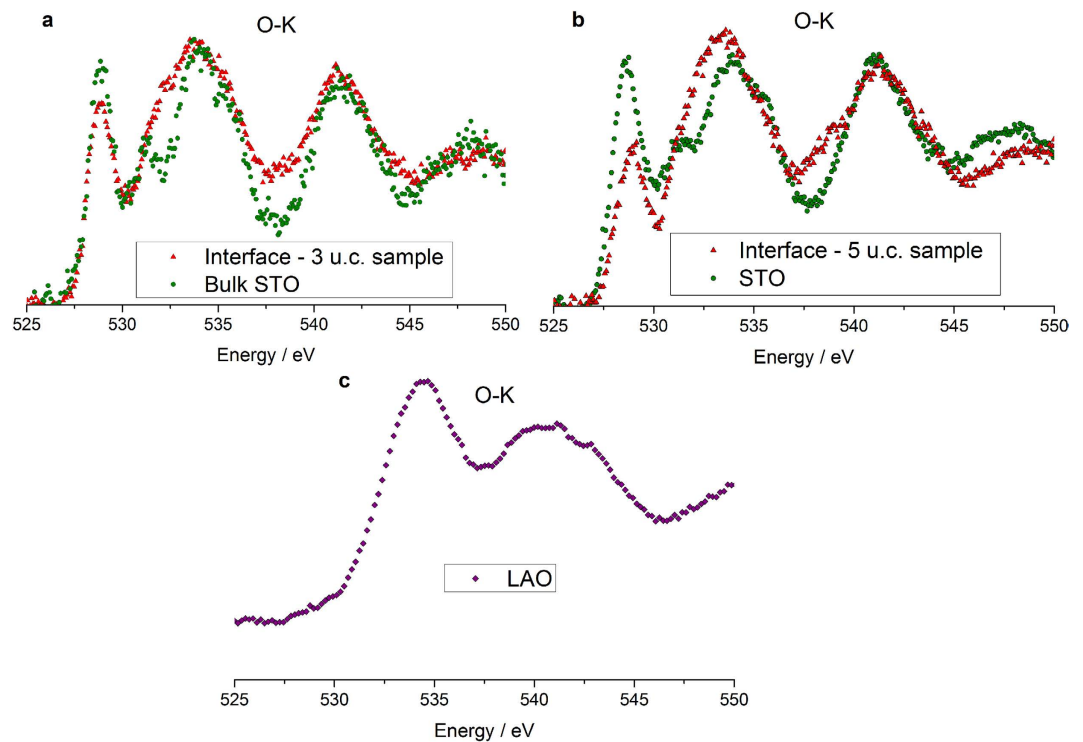 a
O-K
Interface - 3 u.c. sample
Bulk STO
525 530 535 540 545 550
Energy / eV
b
O-K
Interface - 5 u.c. sample
STO
525 530 535 540 545 550
Energy / eV
c
O-K
LAO
525 530 535 540 545 550
Energy / eV